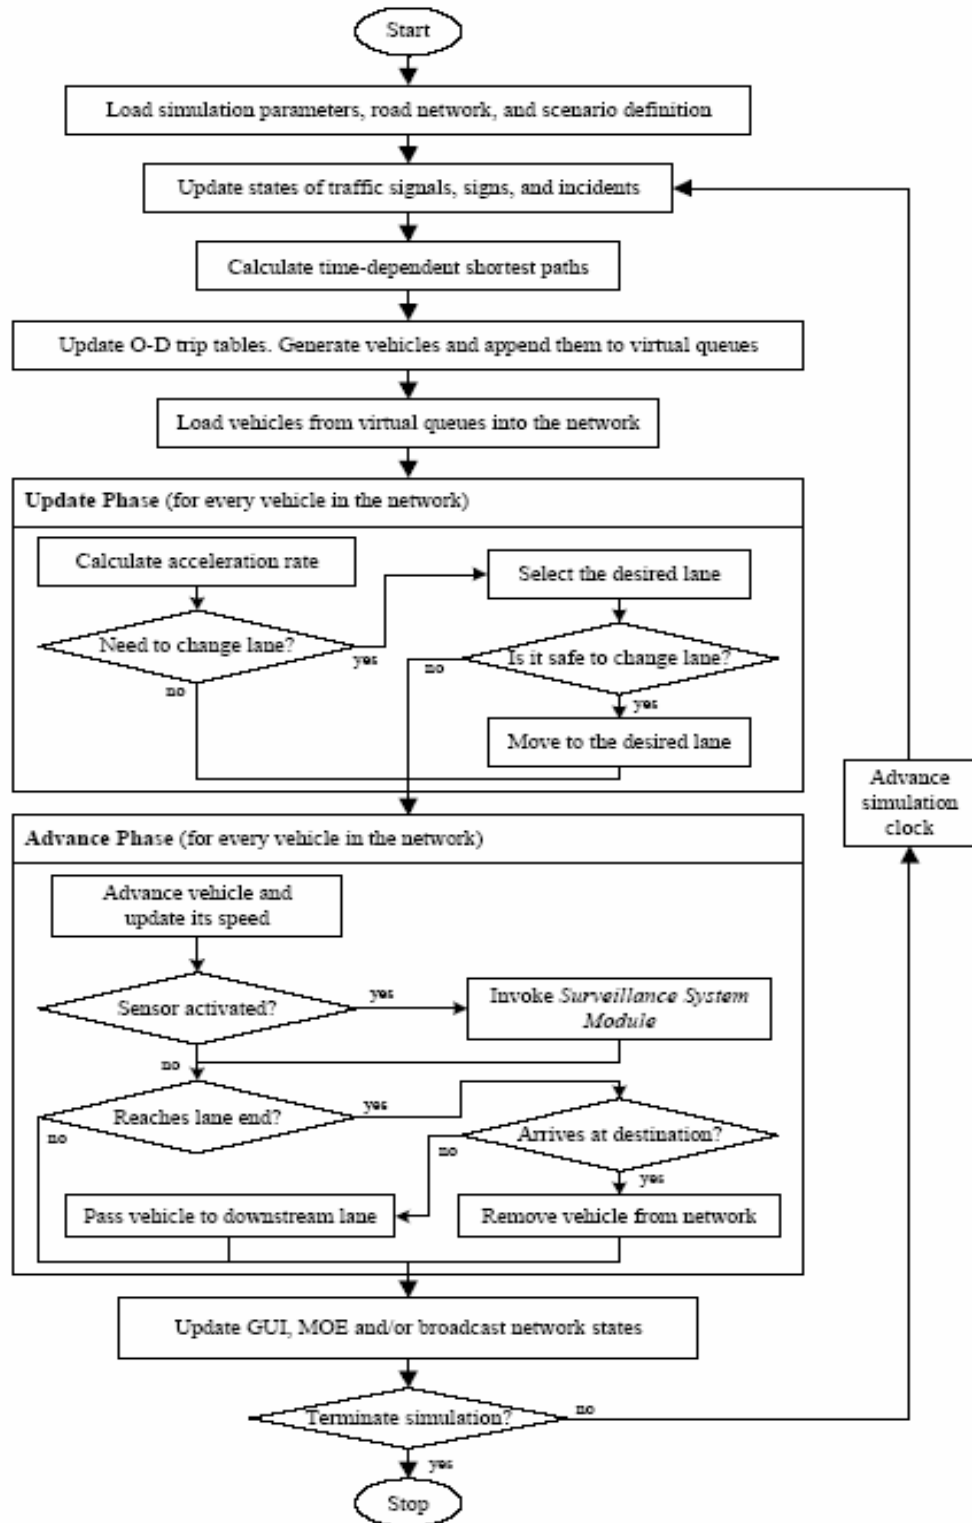 Start
Load simulation parameters, road network, and scenario definition
Update states of traffic signals, signs, and incidents
Calculate time-dependent shortest paths
Update O-D trip tables. Generate vehicles and append them to virtual queues
Load vehicles from virtual queues into the network
Update Phase (for every vehicle in the network)
Calculate acceleration rate
Select the desired lane
Need to change lane?
yes
no
Is it safe to change lane?
no
yes
Move to the desired lane
Advance
simulation
clock
Advance Phase (for every vehicle in the network)
Advance vehicle and
update its speed
Sensor activated?
yes
Invoke Surveillance System
Module
no
Reaches lane end?
yes
no
Arrives at destination?
no
yes
Pass vehicle to downstream lane
Remove vehicle from network
Update GUI, MOE and/or broadcast network states
Terminate simulation?
no
yes
Stop